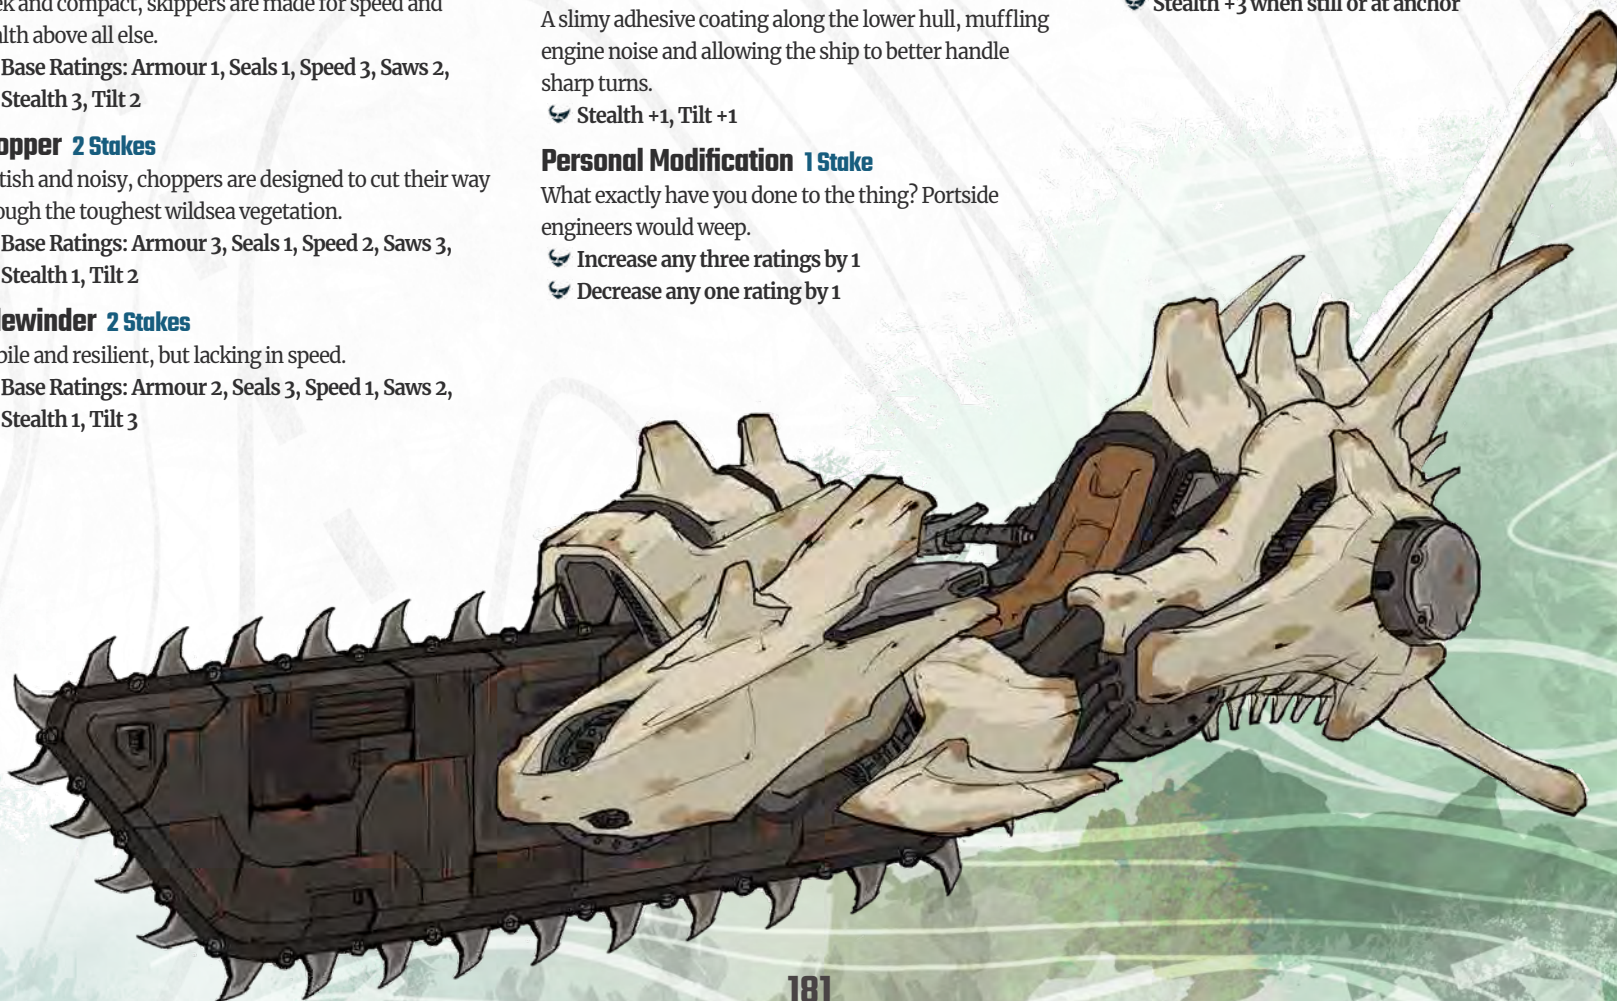 and compact, skippers are made for speed and
above all else.
Base Ratings: Armour 1, Seals 1, Speed 3, Saws 2,
Stealth 3, Tilt 2
2 Stakes
and noisy, choppers are designed to cut their way
the toughest wildsea vegetation.
Base Ratings: Armour 3, Seals 1, Speed 2, Saws 3,
Stealth 1, Tilt 2
2 Stakes
and resilient, but lacking in speed.
Base Ratings: Armour 2, Seals 3, Speed 1, Saws 2,
Stealth 1, Tilt 3
A slimy adhesive coating along the lower hull, muffling
engine noise and allowing the ship to better handle
sharp turns.
Stealth +1, Tilt +1
Personal Modification 1 Stake
What exactly have you done to the thing? Portside
engineers would weep.
Increase any three ratings by 1
Decrease any one rating by 1
Stealth +3 when still or at anchor
181